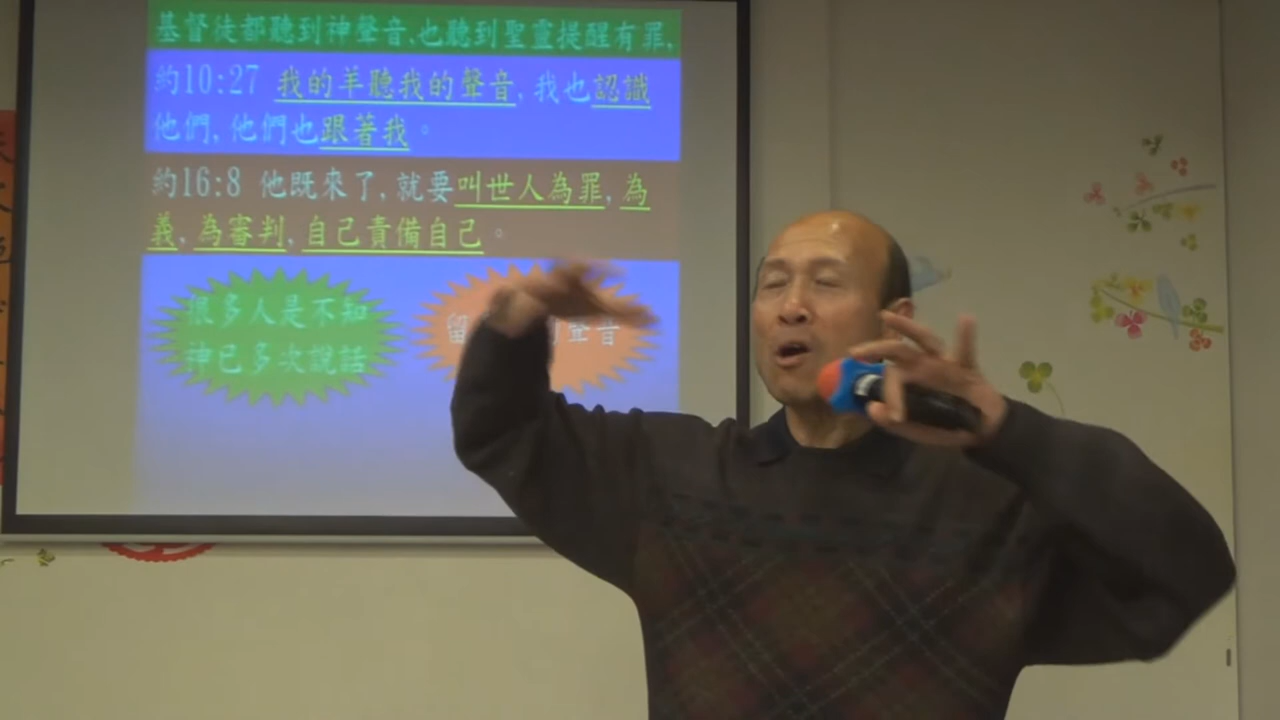 基督徒都聽到神聲音,也聽到聖靈提醒有罪,
約10:27 我的羊聽我的聲音, 我也認識
他們, 他們也跟著我。
約16:8 他既來了, 就要叫世人為罪, 為
義, 為審判, 自己責備自己。
很多人是不知
神已多次說話
留 聲音